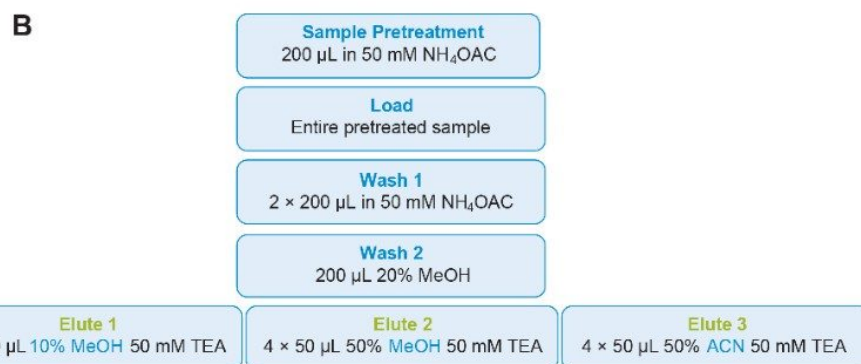 B
Sample Pretreatment
200 µL in 50 mM NH₄OAC
Load
Entire pretreated sample
Wash 1
2 × 200 µL in 50 mM NH₄OAC
Wash 2
200 µL 20% MeOH
Elute 1
µL 10% MeOH 50 mM TEA
Elute 2
4 × 50 µL 50% MeOH 50 mM TEA
Elute 3
4 × 50 µL 50% ACN 50 mM TEA